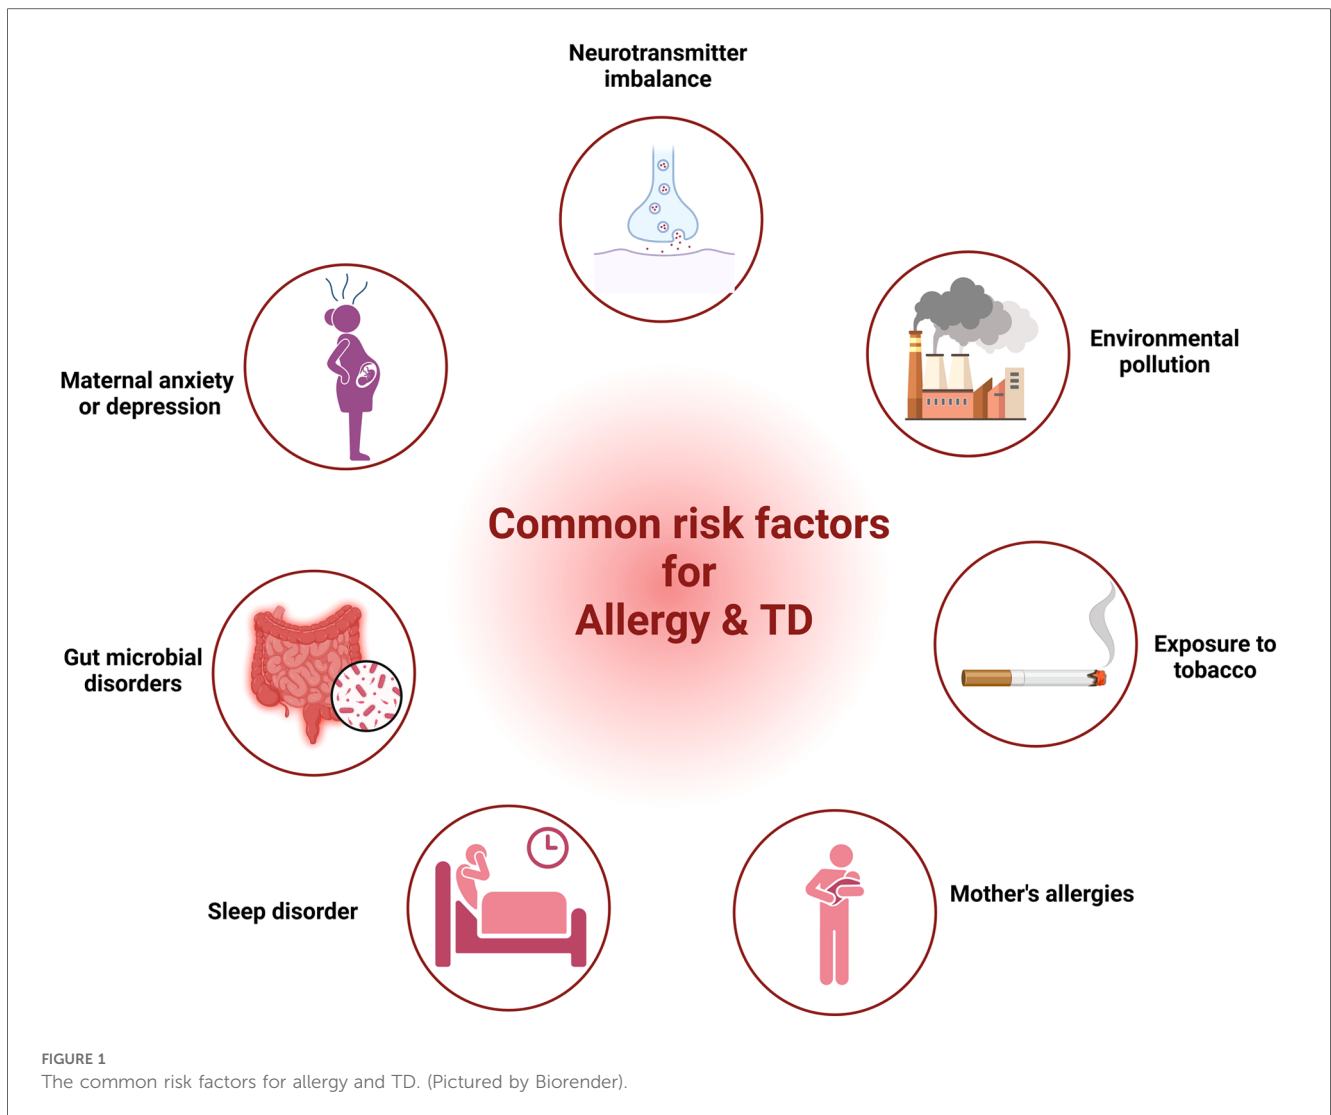 Neurotransmitter
imbalance
Environmental
pollution
Maternal anxiety
or depression
Common risk factors
for
Allergy & TD
Exposure to
tobacco
Gut microbial
disorders
Mother's allergies
Sleep disorder
FIGURE 1
The common risk factors for allergy and TD. (Pictured by Biorender).